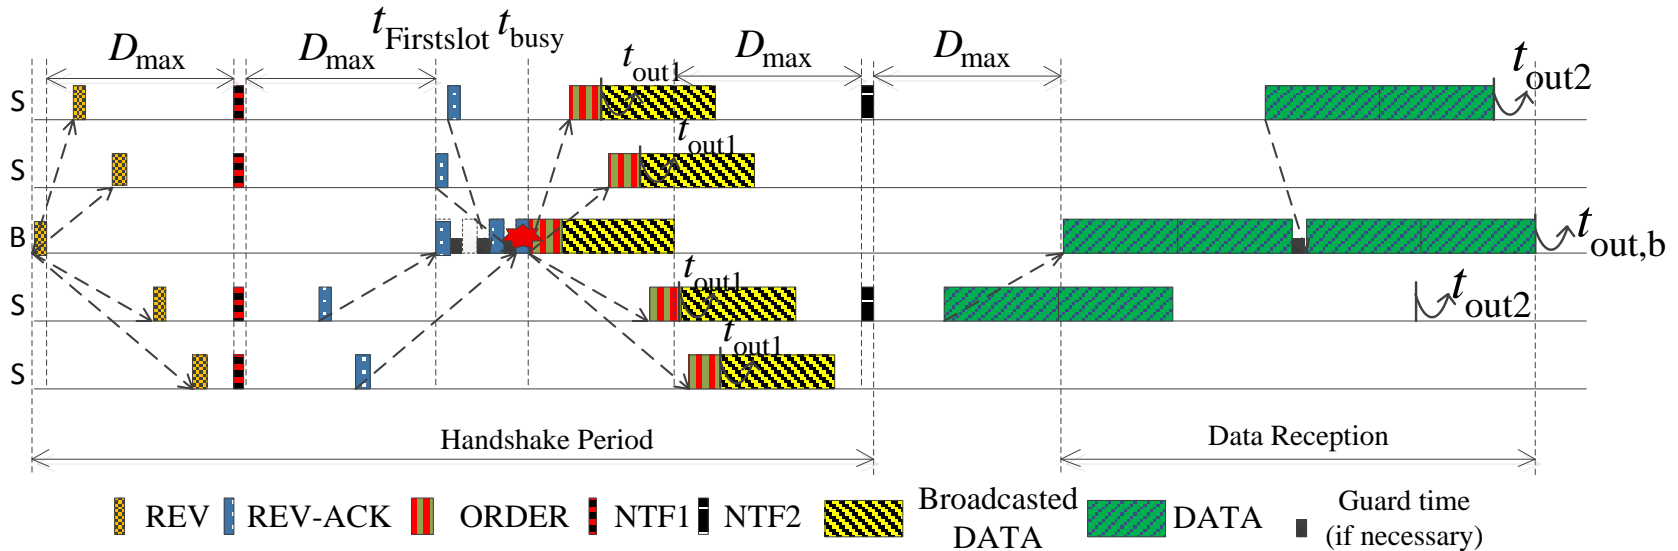 t_Firstslot t_busy
D_max D_max t_out1 D_max D_max t_out2
S
t_out1
S
B t_out,b
t_out1
S t_out2
t_out1
S
Handshake Period Data Reception
REV REV-ACK ORDER NTF1 NTF2 Broadcasted DATA DATA Guard time (if necessary)